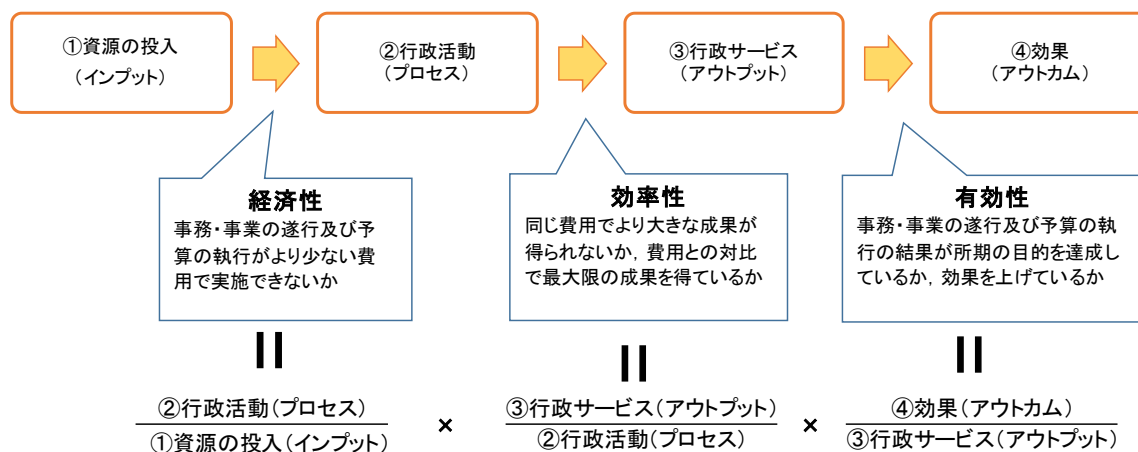 ①資源の投入
（インプット）
②行政活動
（プロセス）
③行政サービス
（アウトプット）
④効果
（アウトカム）
経済性
事務・事業の遂行及び予
算の執行がより少ない費
用で実施できないか
効率性
同じ費用でより大きな成果が
得られないか，費用との対比
で最大限の成果を得ているか
有効性
事務・事業の遂行及び予算の執
行の結果が所期の目的を達成し
ているか，効果を上げているか
②行政活動（プロセス）
①資源の投入（インプット）
×
③行政サービス（アウトプット）
②行政活動（プロセス）
×
④効果（アウトカム）
③行政サービス（アウトプット）